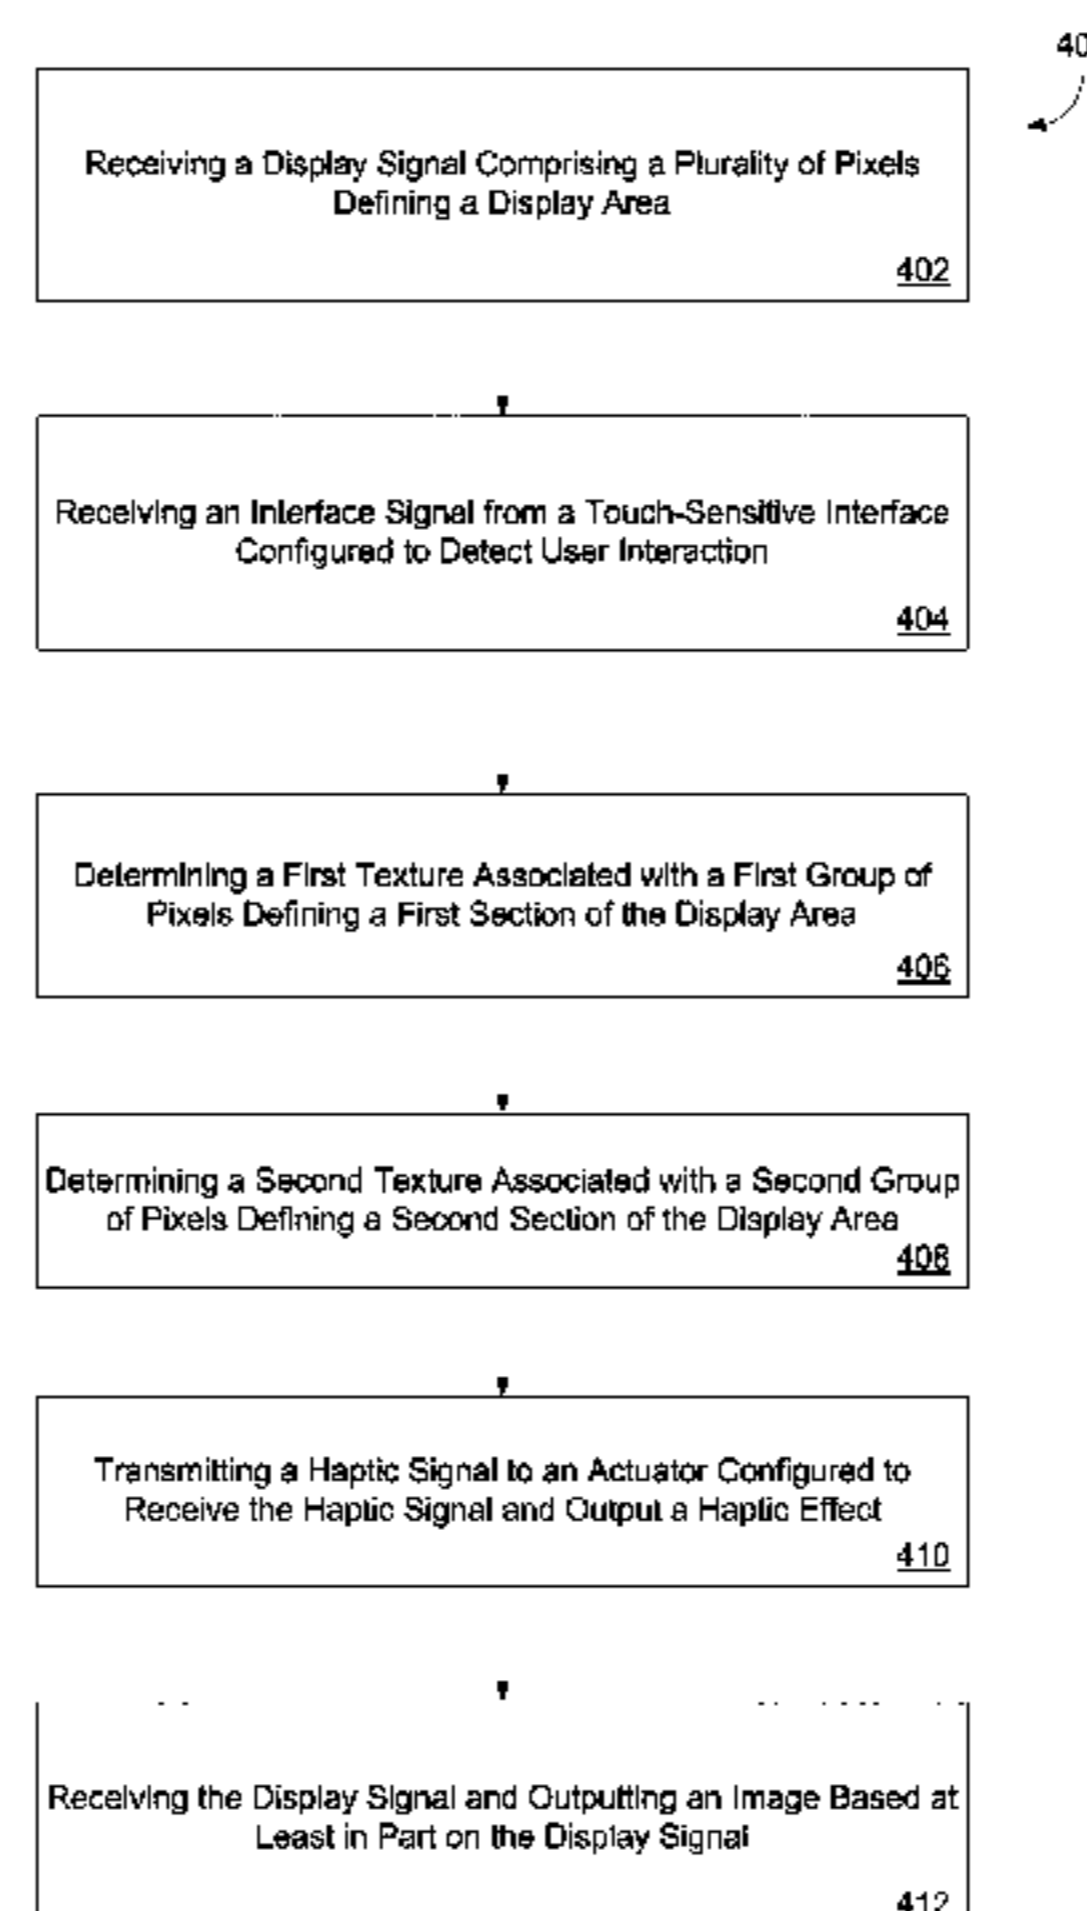 40
Receiving a Display Signal Comprising a Plurality of Pixels
Defining a Display Area
402
Receiving an Interface Signal from a Touch-Sensitive Interface
Configured to Detect User Interaction
404
Determining a First Texture Associated with a First Group of
Pixels Defining a First Section of the Display Area
406
Determining a Second Texture Associated with a Second Group
of Pixels Defining a Second Section of the Display Area
408
Transmitting a Haptic Signal to an Actuator Configured to
Receive the Haptic Signal and Output a Haptic Effect
410
Receiving the Display Signal and Outputting an Image Based at
Least in Part on the Display Signal
412